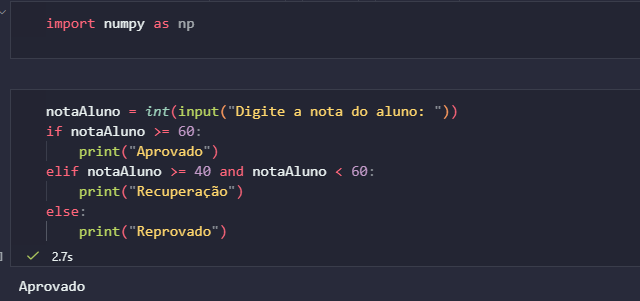 import numpy as np
notaAluno = int(input("Digite a nota do aluno: "))
if notaAluno >= 60:
    print("Aprovado")
elif notaAluno >= 40 and notaAluno < 60:
    print("Recuperação")
else:
    print("Reprovado")
2.7s
Aprovado